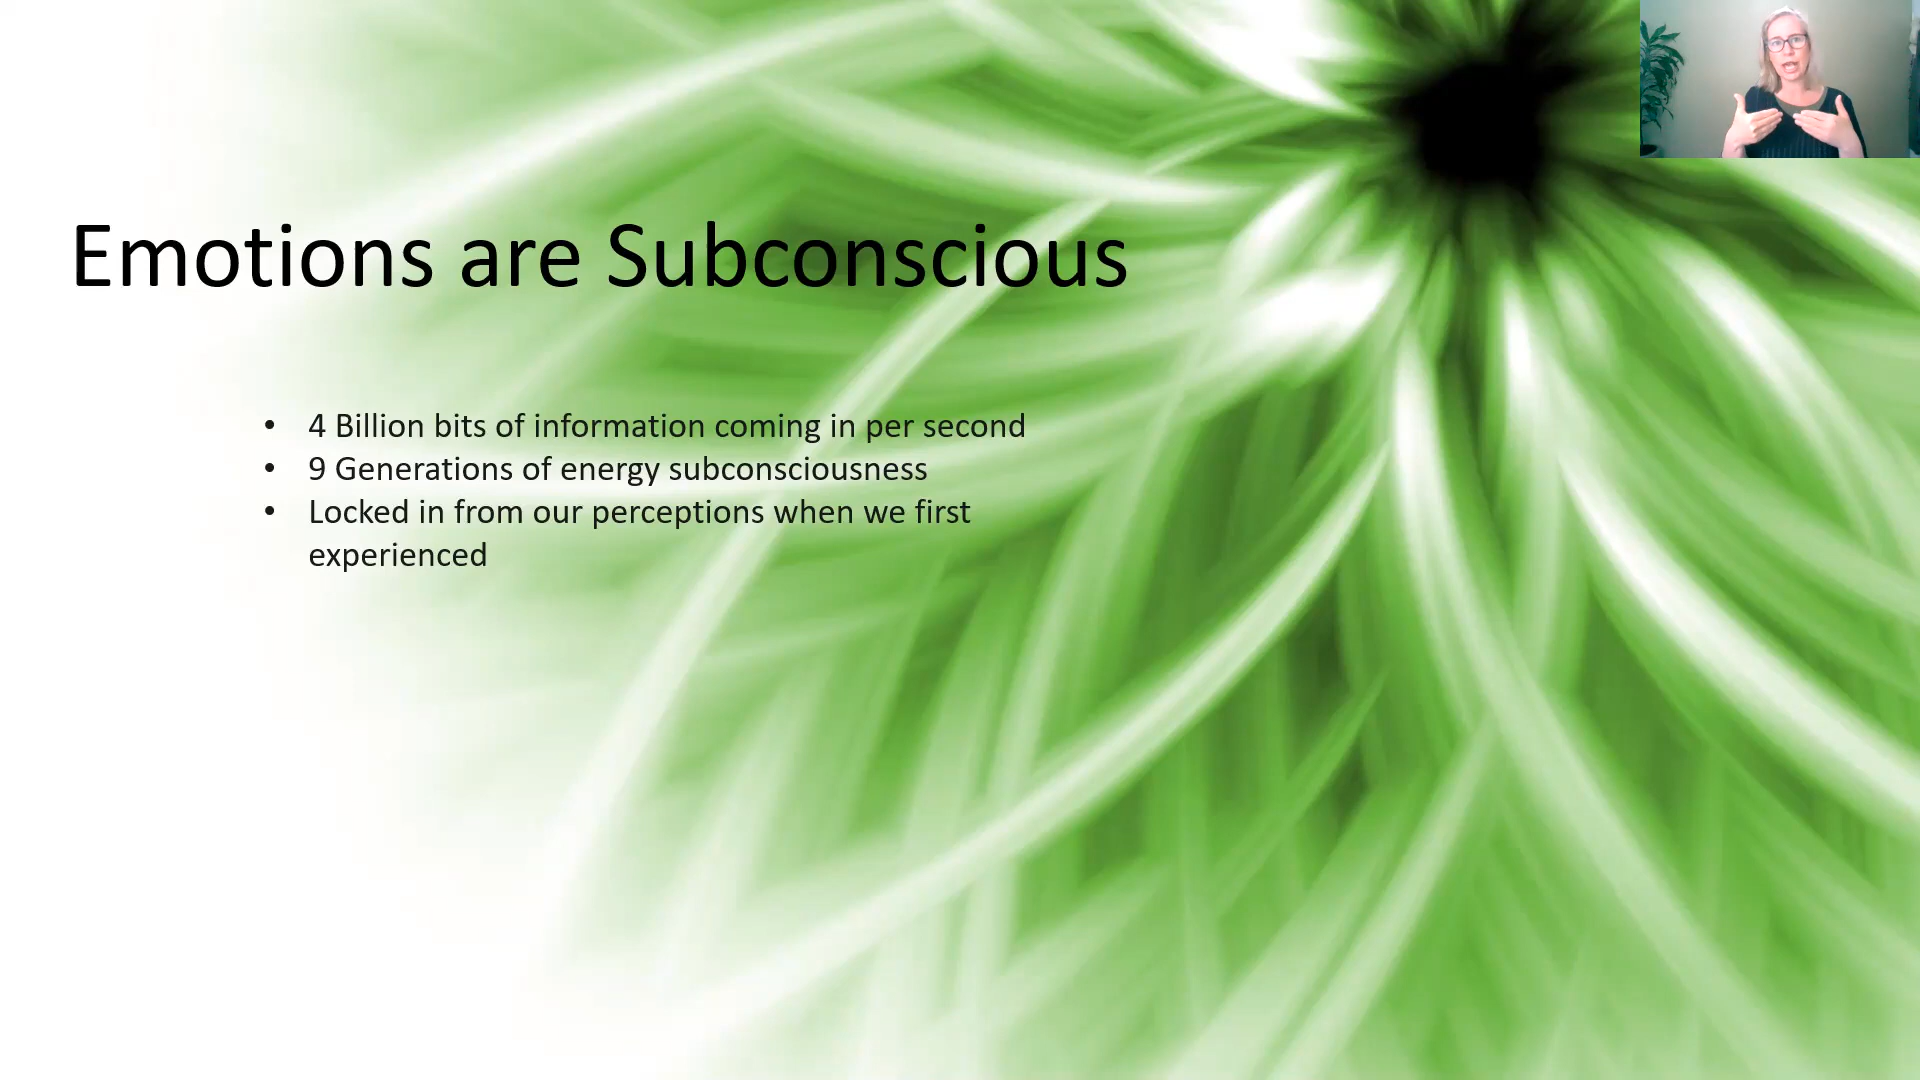 Emotions are Subconscious
• 4 Billion bits of information coming in per second
• 9 Generations of energy subconsciousness
• Locked in from our perceptions when we first
experienced